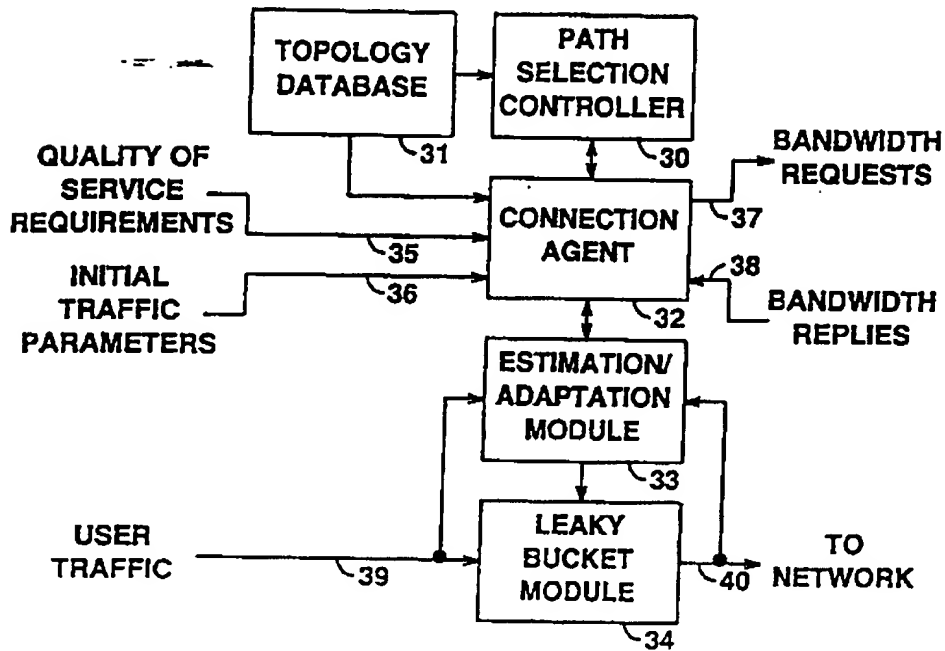 TOPOLOGY
DATABASE
31
PATH
SELECTION
CONTROLLER
30
QUALITY OF
SERVICE
REQUIREMENTS
35
INITIAL
TRAFFIC
PARAMETERS
36
CONNECTION
AGENT
32
BANDWIDTH
REQUESTS
37
38
BANDWIDTH
REPLIES
ESTIMATION/
ADAPTATION
MODULE
33
USER
TRAFFIC
39
LEAKY
BUCKET
MODULE
34
40
TO
NETWORK